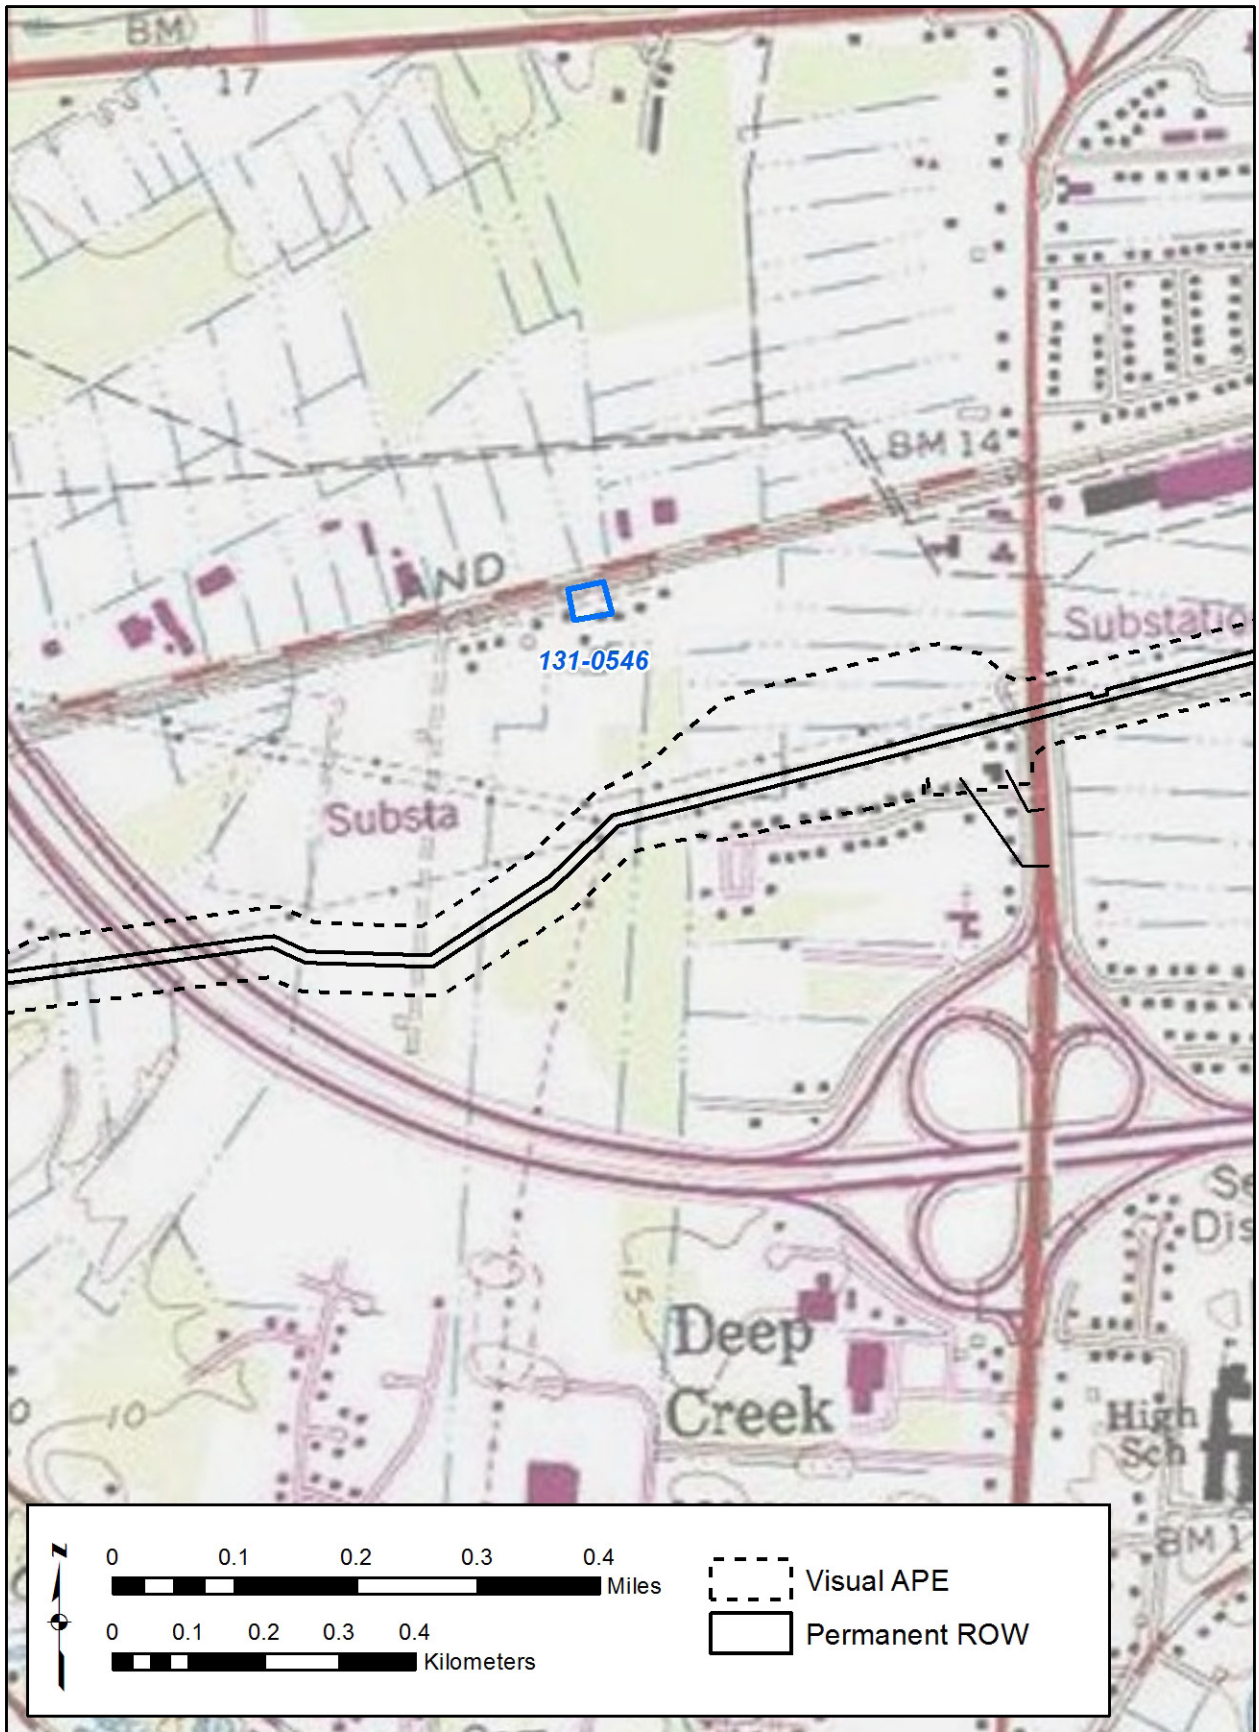 BM
17
BM 14
AND
Substatio
131-0546
Substa
15
Se
Dis
Deep
Creek
10
High
Sch
BM 1
N
0 0.1 0.2 0.3 0.4
Miles
0 0.1 0.2 0.3 0.4
Kilometers
Visual APE
Permanent ROW